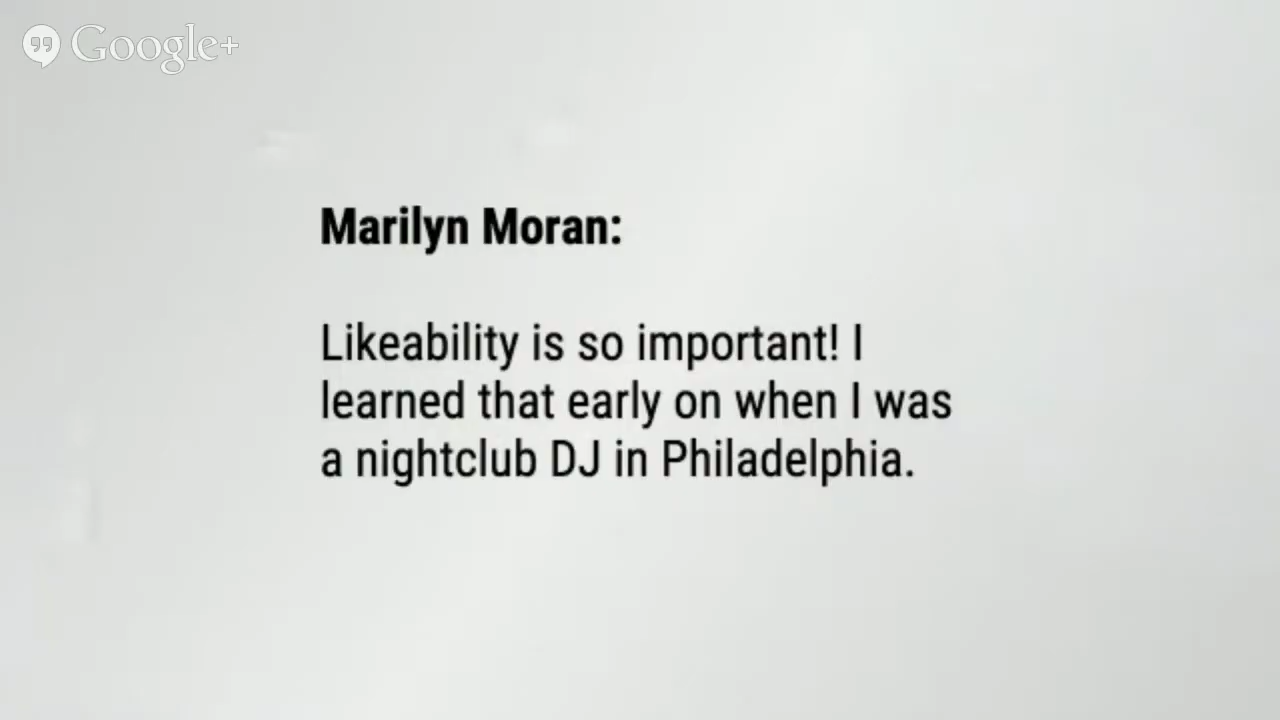 Google+
Marilyn Moran:
Likeability is so important! I
learned that early on when I was
a nightclub DJ in Philadelphia.